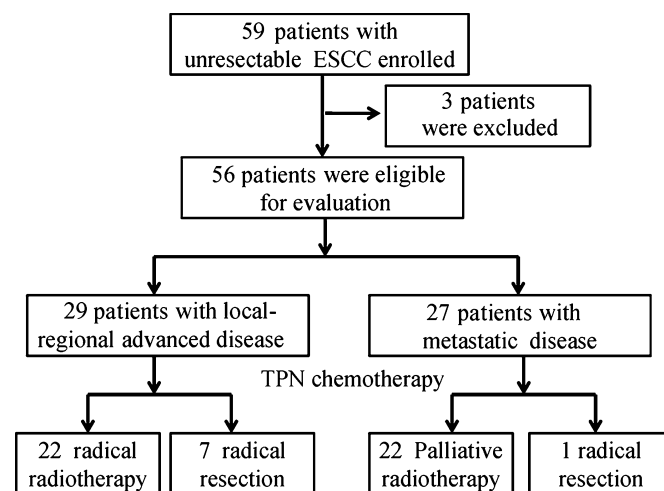 59 patients with
unresectable ESCC enrolled
3 patients
were excluded
56 patients were eligible
for evaluation
29 patients with local-
regional advanced disease
27 patients with
metastatic disease
TPN chemotherapy
22 radical
radiotherapy
7 radical
resection
22 Palliative
radiotherapy
1 radical
resection